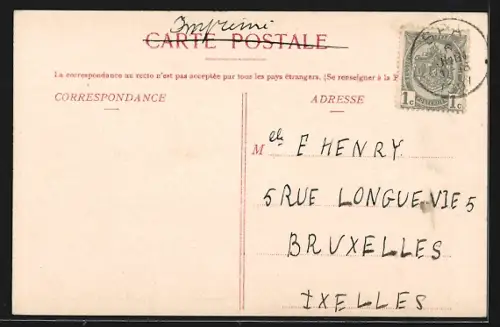 Imprimé
CARTE POSTALE
La correspondance au recto n'est pas acceptée par tous les pays étrangers. (Se renseigner à la
CORRESPONDANCE
ADRESSE
1c 1c
Melle F HENRY
5 RUE LONGUE VIE 5
BRUXELLES
IXELLES